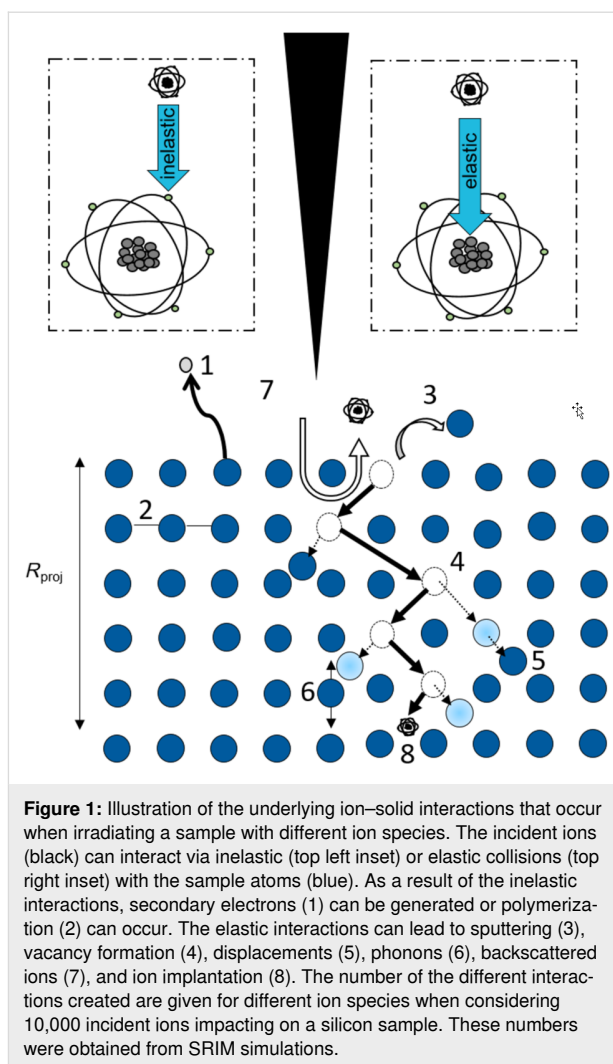 inelastic
elastic
1
7
3
2
4
R_proj
5
6
8
Figure 1: Illustration of the underlying ion–solid interactions that occur
when irradiating a sample with different ion species. The incident ions
(black) can interact via inelastic (top left inset) or elastic collisions (top
right inset) with the sample atoms (blue). As a result of the inelastic
interactions, secondary electrons (1) can be generated or polymeriza-
tion (2) can occur. The elastic interactions can lead to sputtering (3),
vacancy formation (4), displacements (5), phonons (6), backscattered
ions (7), and ion implantation (8). The number of the different interac-
tions created are given for different ion species when considering
10,000 incident ions impacting on a silicon sample. These numbers
were obtained from SRIM simulations.